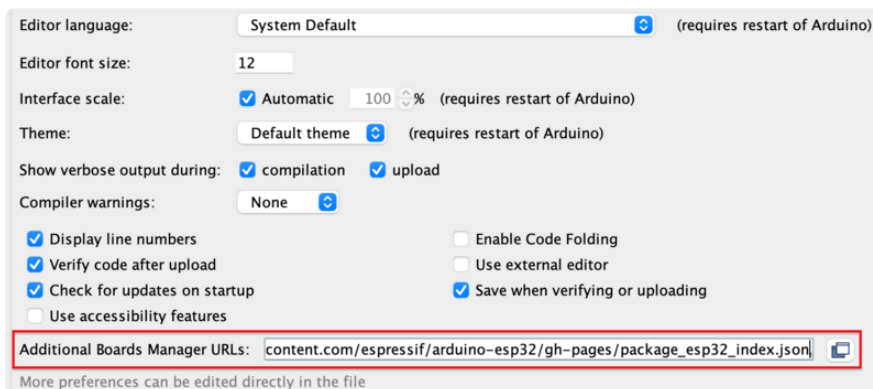 Editor language: System Default (requires restart of Arduino)
Editor font size: 12
Interface scale: Automatic 100 % (requires restart of Arduino)
Theme: Default theme (requires restart of Arduino)
Show verbose output during: compilation upload
Compiler warnings: None
Display line numbers Enable Code Folding
Verify code after upload Use external editor
Check for updates on startup Save when verifying or uploading
Use accessibility features
Additional Boards Manager URLs: content.com/espressif/arduino-esp32/gh-pages/package_esp32_index.json
More preferences can be edited directly in the file